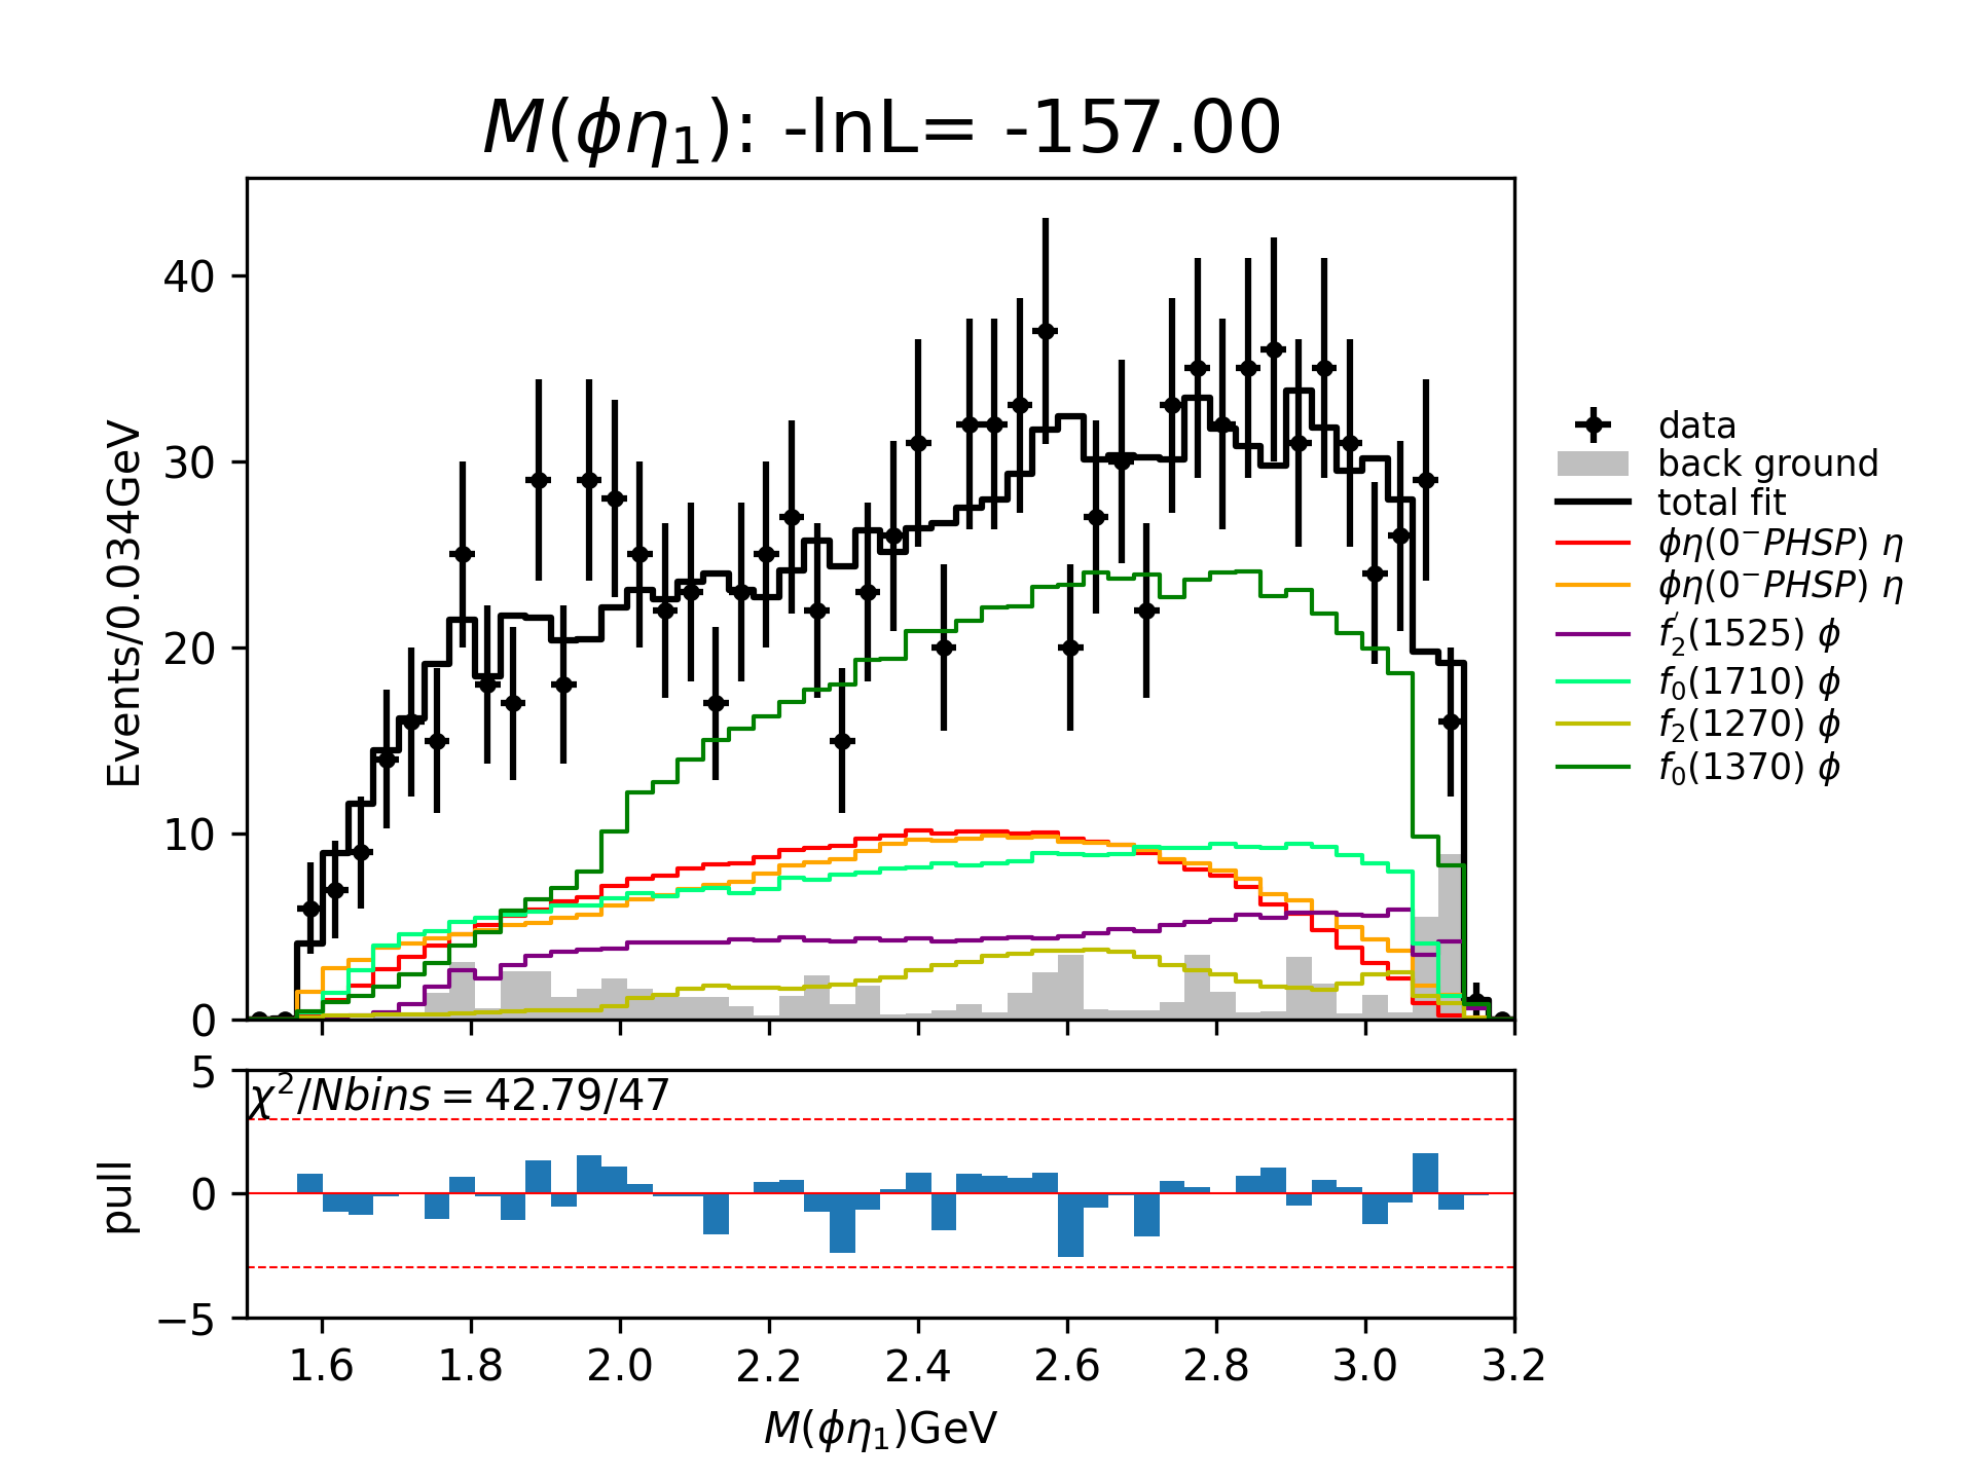 M(ϕη₁): -lnL= -157.00
Events/0.034GeV
40
30
20
10
0
data
back ground
total fit
ϕη(0⁻PHSP) η
ϕη(0⁻PHSP) η
f₂′(1525) ϕ
f₀(1710) ϕ
f₂(1270) ϕ
f₀(1370) ϕ
χ²/Nbins = 42.79/47
pull
5
0
−5
1.6 1.8 2.0 2.2 2.4 2.6 2.8 3.0 3.2
M(ϕη₁)GeV